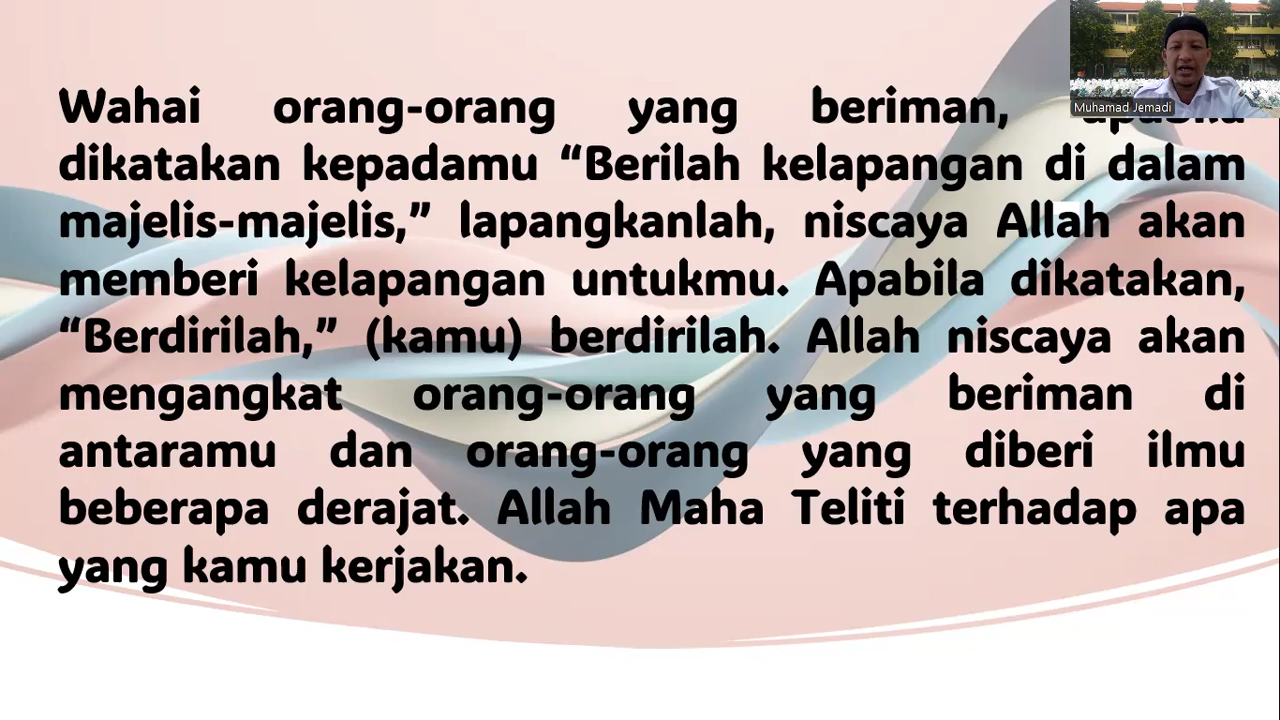 Wahai orang-orang yang beriman, apabila
dikatakan kepadamu “Berilah kelapangan di dalam
majelis-majelis,” lapangkanlah, niscaya Allah akan
memberi kelapangan untukmu. Apabila dikatakan,
“Berdirilah,” (kamu) berdirilah. Allah niscaya akan
mengangkat orang-orang yang beriman di
antaramu dan orang-orang yang diberi ilmu
beberapa derajat. Allah Maha Teliti terhadap apa
yang kamu kerjakan.
Muhamad Jemadi